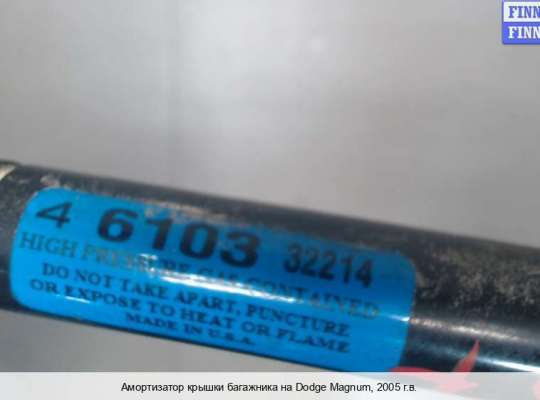 FINN
FINN
4 6103 32214
HIGH PRESSURE GAS CONTAINED
DO NOT TAKE APART, PUNCTURE
OR EXPOSE TO HEAT OR FLAME
MADE IN U.S.A.
Амортизатор крышки багажника на Dodge Magnum, 2005 г.в.